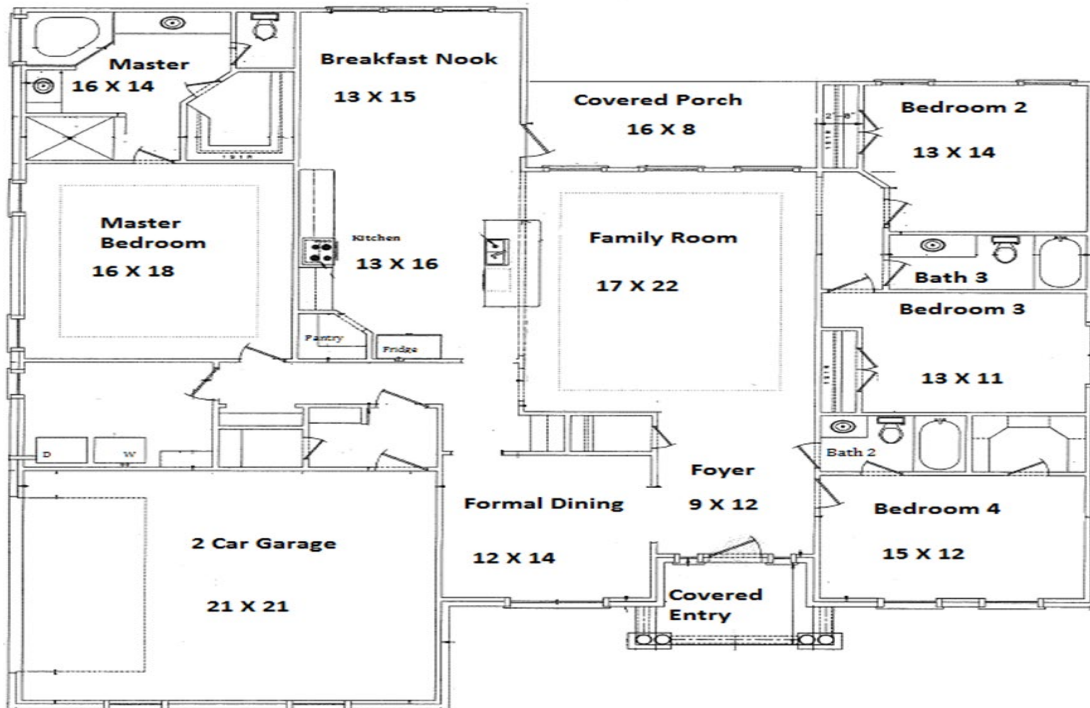 Master
16 X 14
Breakfast Nook
13 X 15
Covered Porch
16 X 8
Bedroom 2
13 X 14
Master
Bedroom
16 X 18
Kitchen
13 X 16
Family Room
17 X 22
Bath 3
Bedroom 3
13 X 11
Pantry
Fridge
D
W
Bath 2
Foyer
9 X 12
Formal Dining
12 X 14
Bedroom 4
15 X 12
2 Car Garage
21 X 21
Covered
Entry